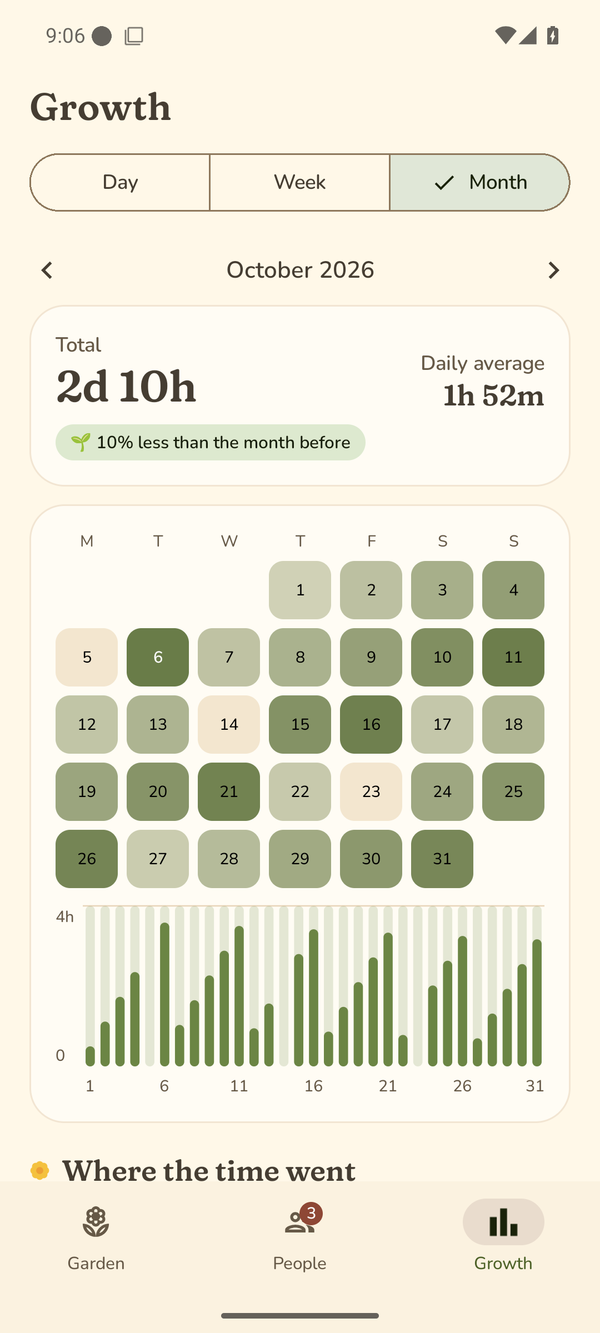 9:06
Growth
Day Week Month
October 2026
Total
2d 10h
Daily average
1h 52m
10% less than the month before
M T W T F S S
1 2 3 4
5 6 7 8 9 10 11
12 13 14 15 16 17 18
19 20 21 22 23 24 25
26 27 28 29 30 31
4h
0
1 6 11 16 21 26 31
Where the time went
3
Garden People Growth